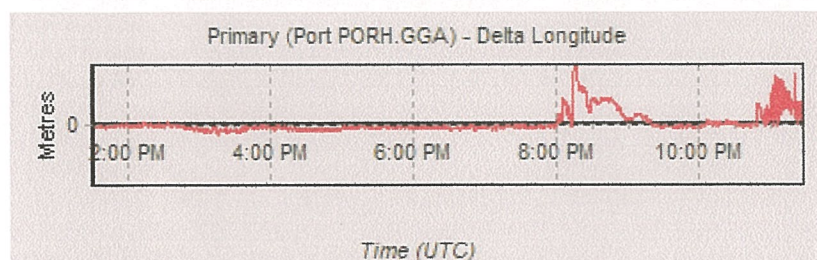 Primary (Port PORH.GGA) - Delta Longitude
Metres
0
2:00 PM 4:00 PM 6:00 PM 8:00 PM 10:00 PM
Time (UTC)